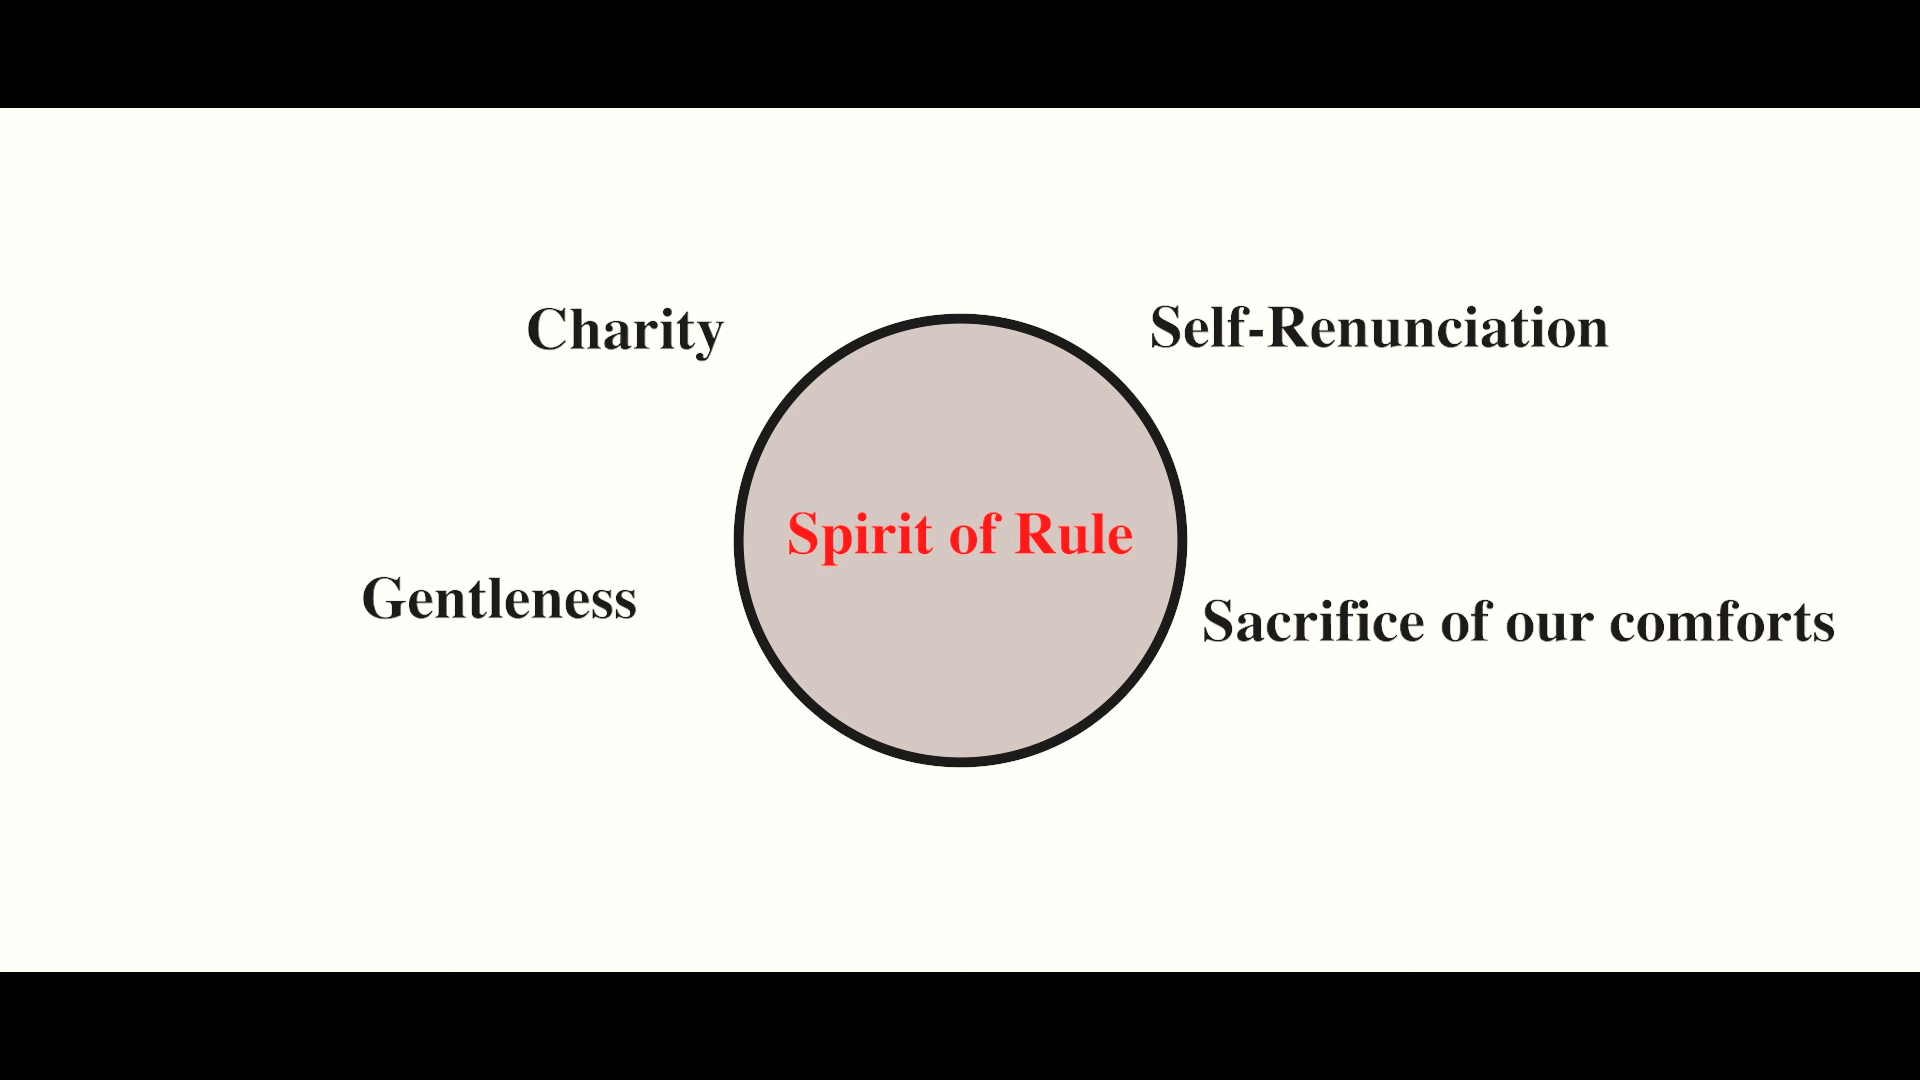 Charity
Self-Renunciation
Spirit of Rule
Gentleness
Sacrifice of our comforts